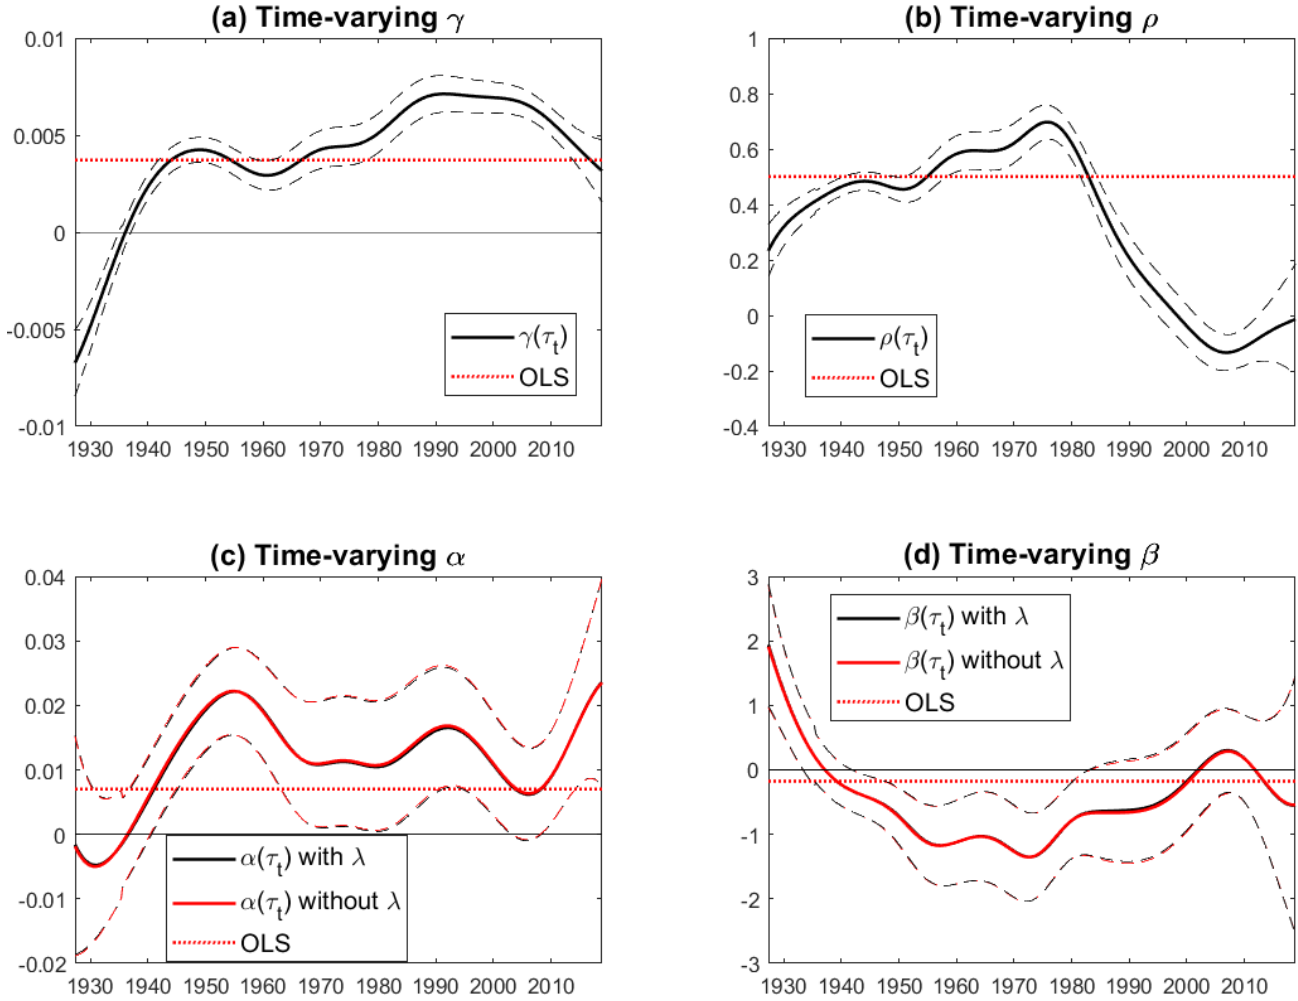 (a) Time-varying γ
0.01
0.005
0
-0.005
-0.01
1930 1940 1950 1960 1970 1980 1990 2000 2010
γ(τt)
OLS
(b) Time-varying ρ
1
0.8
0.6
0.4
0.2
0
-0.2
-0.4
1930 1940 1950 1960 1970 1980 1990 2000 2010
ρ(τt)
OLS
(c) Time-varying α
0.04
0.03
0.02
0.01
0
-0.01
-0.02
1930 1940 1950 1960 1970 1980 1990 2000 2010
α(τt) with λ
α(τt) without λ
OLS
(d) Time-varying β
3
2
1
0
-1
-2
-3
1930 1940 1950 1960 1970 1980 1990 2000 2010
β(τt) with λ
β(τt) without λ
OLS